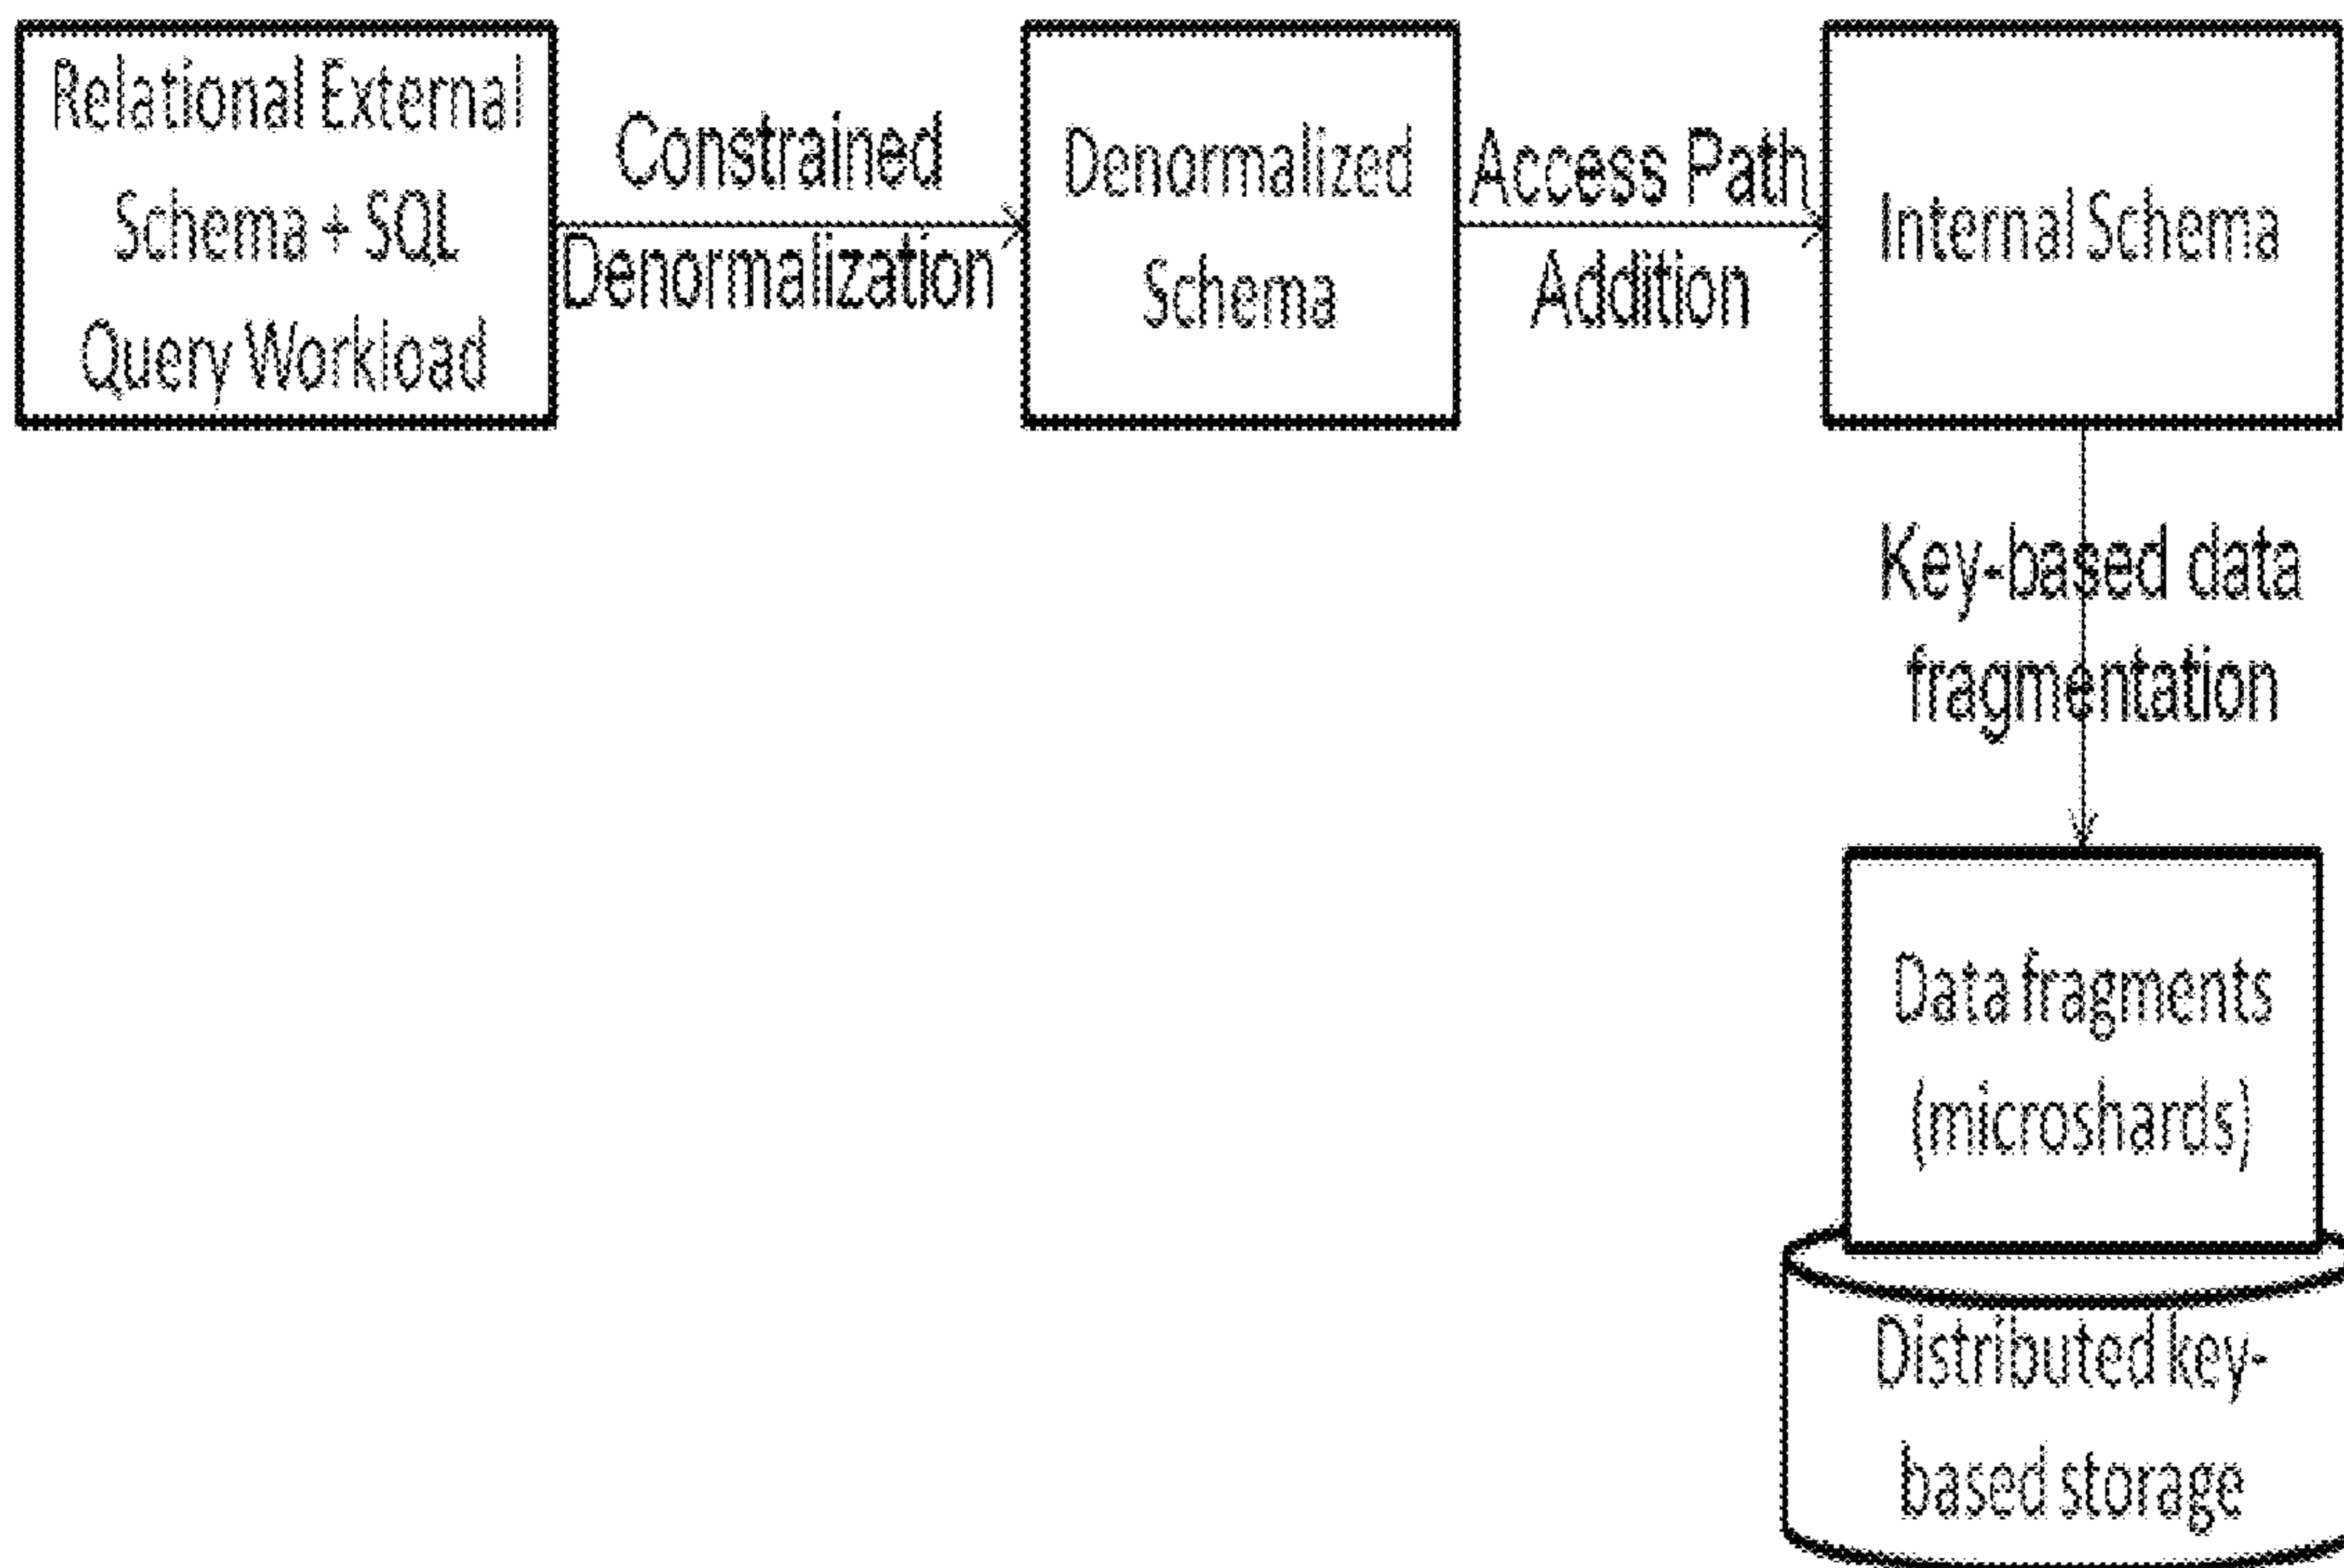 Relational External
Schema + SQL
Query Workload
Constrained
Denormalization
Denormalized
Schema
Access Path
Addition
Internal Schema
Key-based data
fragmentation
Data fragments
(microshards)
Distributed key-
based storage